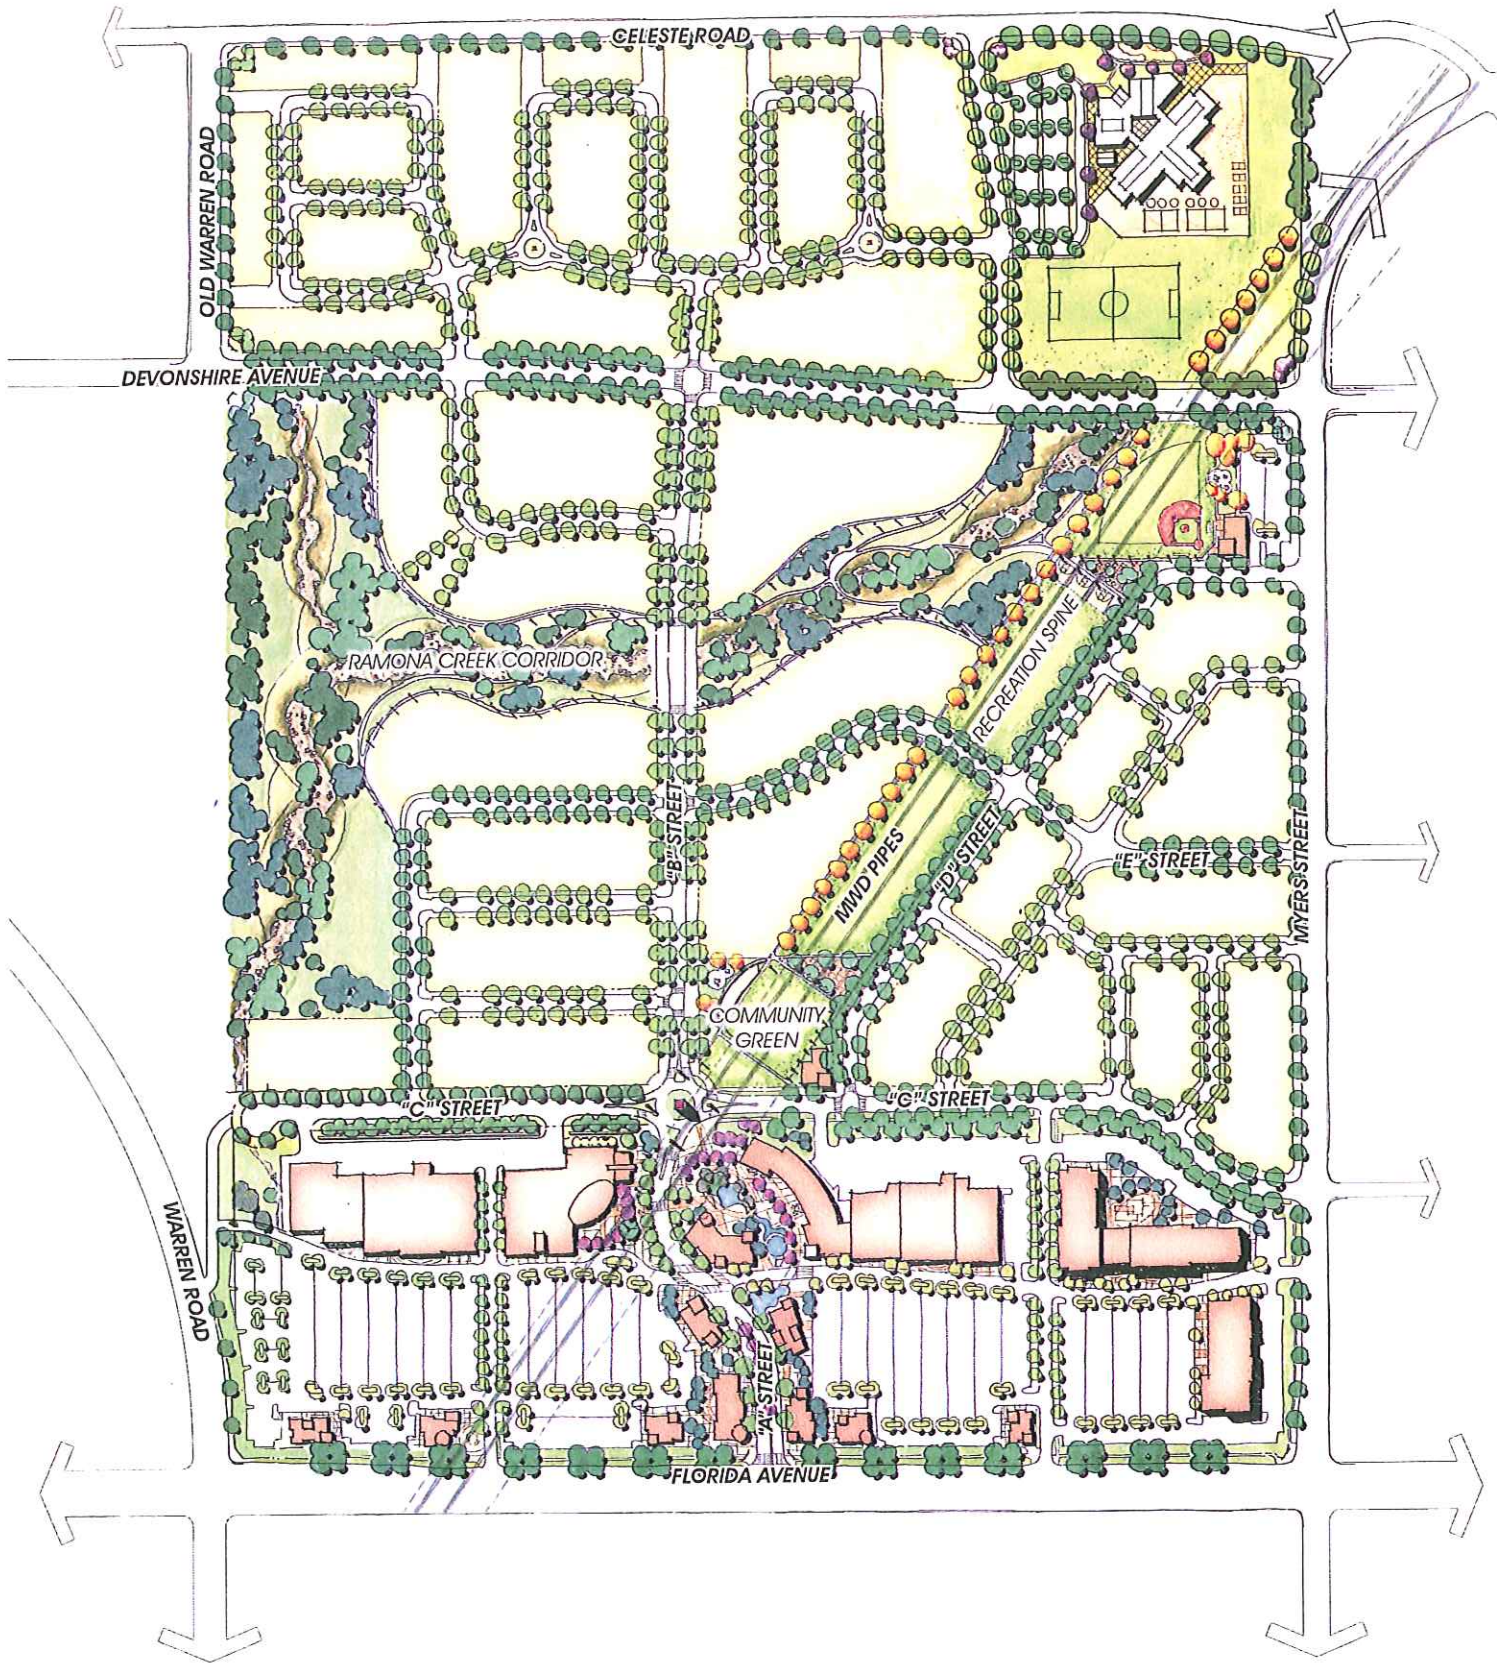 CELESTE ROAD
OLD WARREN ROAD
DEVONSHIRE AVENUE
RAMONA CREEK CORRIDOR
RECREATION SPINE
"B" STREET
MWD PIPES
"D" STREET
"E" STREET
MYERS STREET
COMMUNITY
GREEN
"C" STREET
"C" STREET
WARREN ROAD
"A" STREET
FLORIDA AVENUE